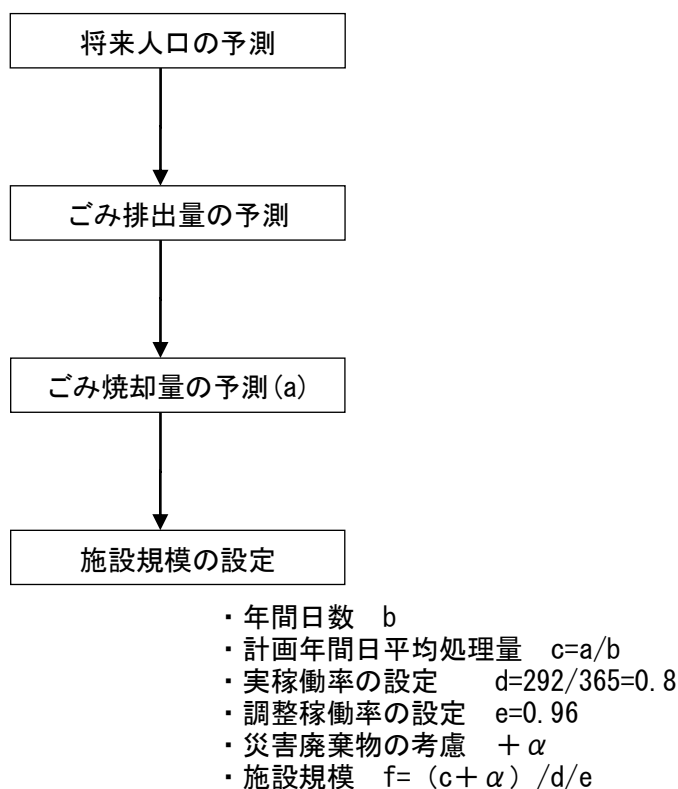 将来人口の予測
ごみ排出量の予測
ごみ焼却量の予測(a)
施設規模の設定
・年間日数 b
・計画年間日平均処理量 c=a/b
・実稼働率の設定 d=292/365=0.8
・調整稼働率の設定 e=0.96
・災害廃棄物の考慮 +α
・施設規模 f=(c+α)/d/e